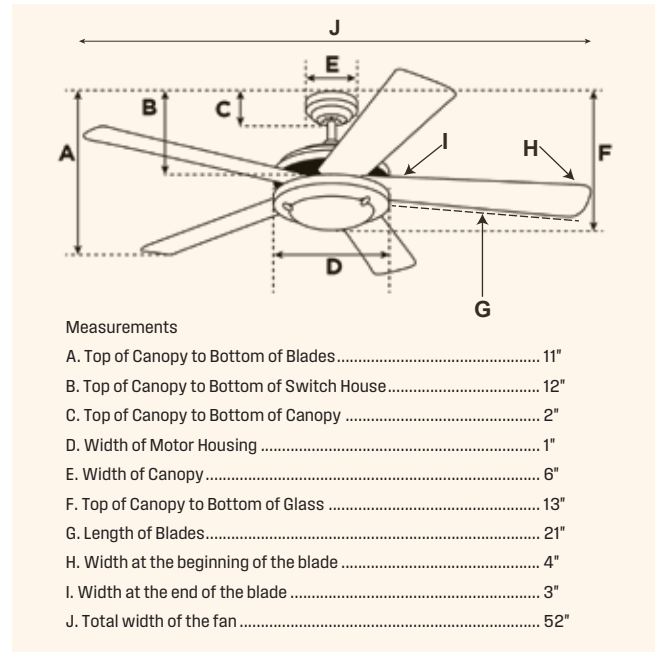 J
E
B
C
A
I
H
F
D
G
Measurements
A. Top of Canopy to Bottom of Blades.................................................. 11”
B. Top of Canopy to Bottom of Switch House..................................... 12”
C. Top of Canopy to Bottom of Canopy ................................................ 2”
D. Width of Motor Housing .................................................................... 1”
E. Width of Canopy................................................................................. 6”
F. Top of Canopy to Bottom of Glass ................................................... 13”
G. Length of Blades................................................................................. 21”
H. Width at the beginning of the blade ................................................ 4”
I. Width at the end of the blade ............................................................ 3”
J. Total width of the fan ......................................................................... 52”